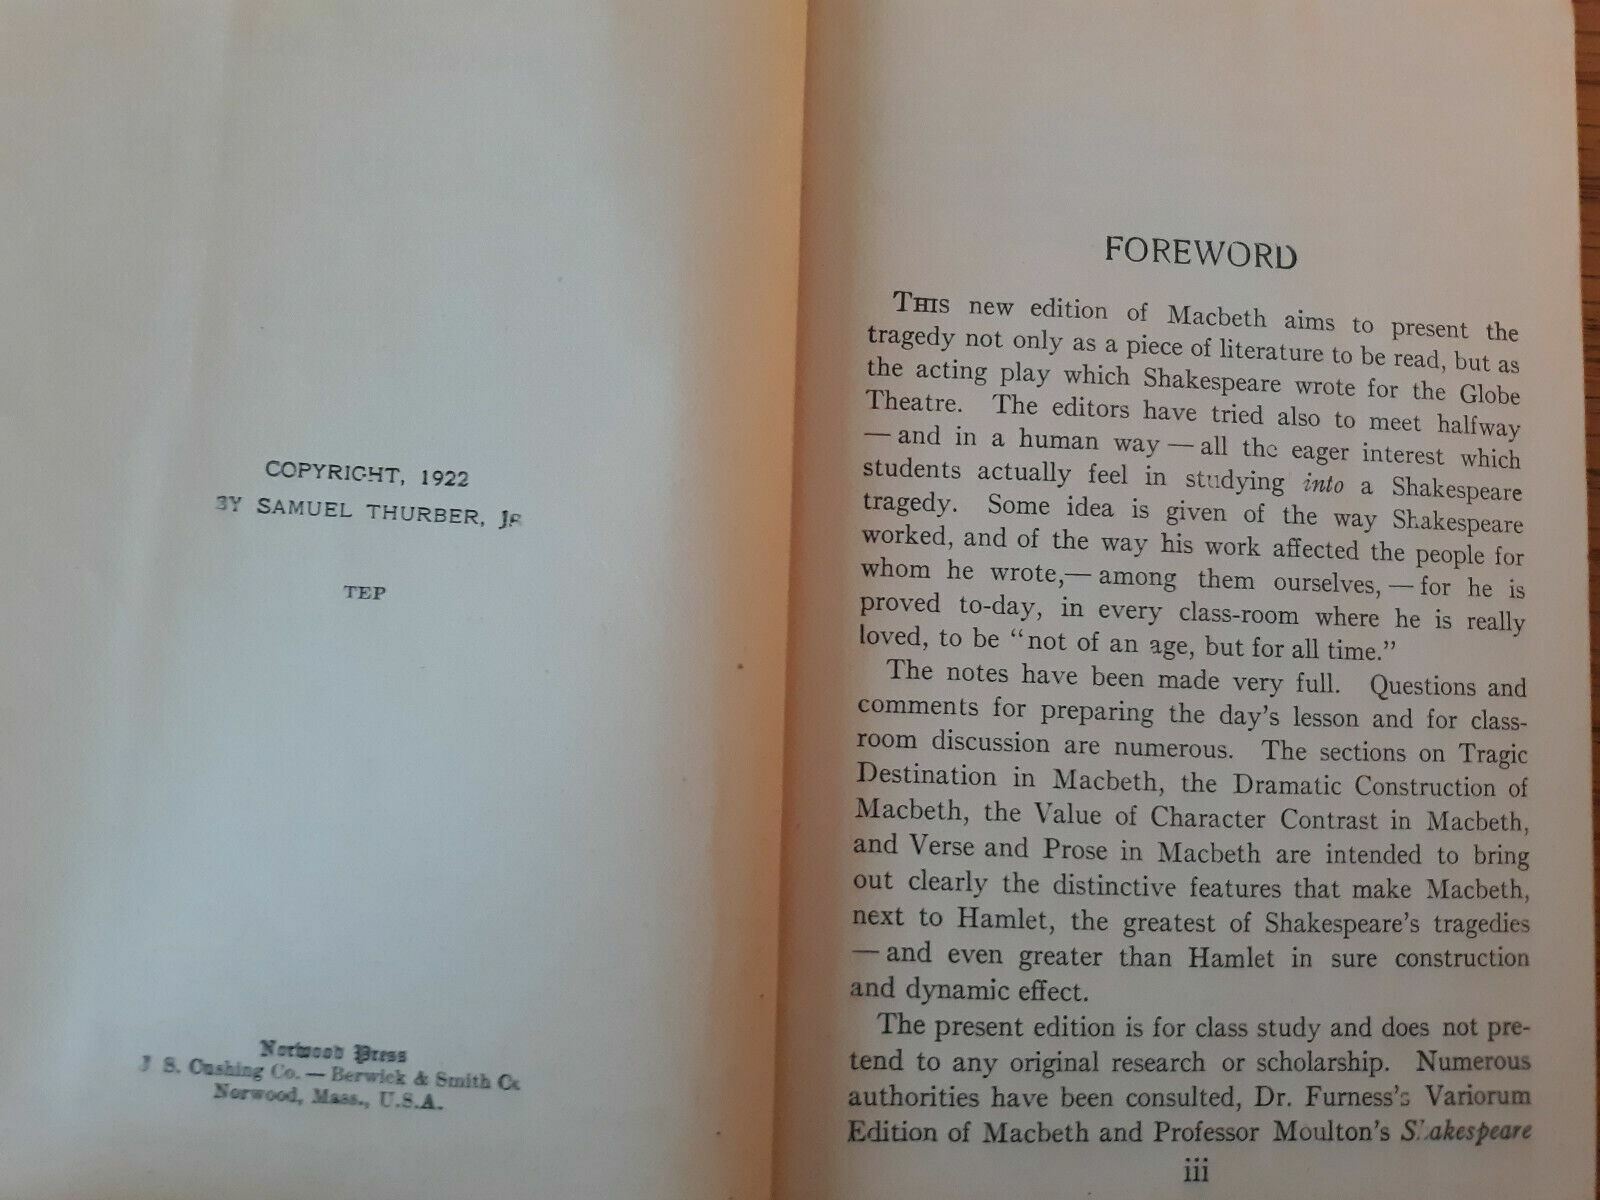 COPYRIGHT, 1922
BY SAMUEL THURBER, JR
TEP
Norwood Press
J S. Cushing Co. — Berwick & Smith Co
Norwood, Mass., U.S.A.
FOREWORD
THIS new edition of Macbeth aims to present the
tragedy not only as a piece of literature to be read, but as
the acting play which Shakespeare wrote for the Globe
Theatre. The editors have tried also to meet halfway
— and in a human way — all the eager interest which
students actually feel in studying into a Shakespeare
tragedy. Some idea is given of the way Shakespeare
worked, and of the way his work affected the people for
whom he wrote,— among them ourselves, — for he is
proved to-day, in every class-room where he is really
loved, to be “not of an age, but for all time.”
The notes have been made very full. Questions and
comments for preparing the day's lesson and for class-
room discussion are numerous. The sections on Tragic
Destination in Macbeth, the Dramatic Construction of
Macbeth, the Value of Character Contrast in Macbeth,
and Verse and Prose in Macbeth are intended to bring
out clearly the distinctive features that make Macbeth,
next to Hamlet, the greatest of Shakespeare's tragedies
— and even greater than Hamlet in sure construction
and dynamic effect.
The present edition is for class study and does not pre-
tend to any original research or scholarship. Numerous
authorities have been consulted, Dr. Furness's Variorum
Edition of Macbeth and Professor Moulton's Shakespeare
iii